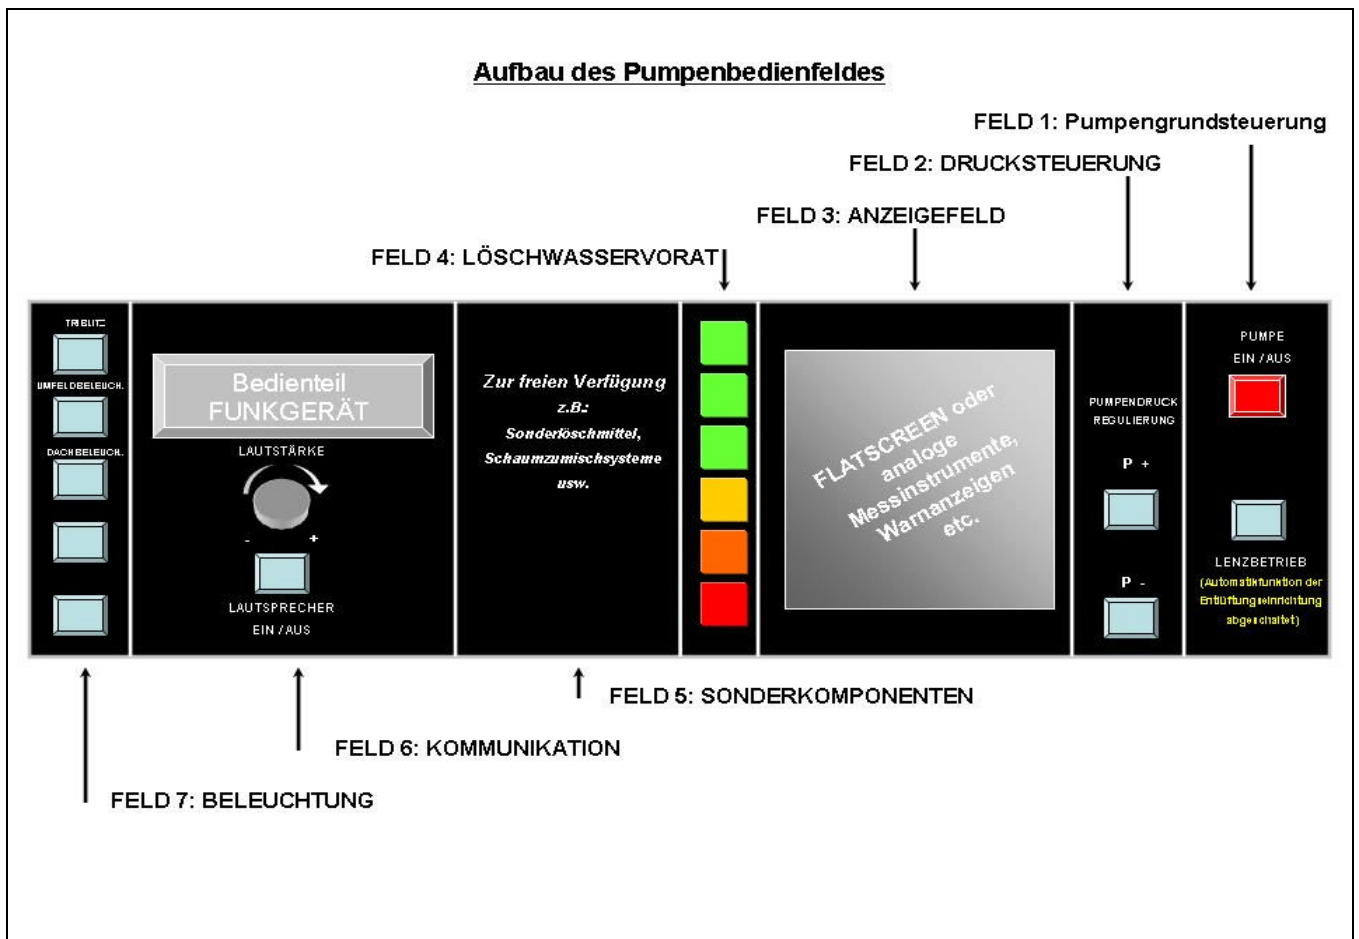 Aufbau des Pumpenbedienfeldes
FELD 1: Pumpengrundsteuerung
FELD 2: DRUCKSTEUERUNG
FELD 3: ANZEIGEFELD
FELD 4: LÖSCHWASSERVORAT
UMFELDBELEUCH.
DACHBELEUCH.
Bedienteil
FUNKGERÄT
LAUTSTÄRKE
- +
LAUTSPRECHER
EIN / AUS
Zur freien Verfügung
z.B.:
Sonderlöschmittel,
Schaumzumischsysteme
usw.
FLATSCREEN oder
analoge
Messinstrumente,
Warnanzeigen
etc.
PUMPENDRUCK
REGULIERUNG
P +
P -
PUMPE
EIN / AUS
LENZBETRIEB
(Automatikfunktion der
Entlüftungseinrichtung
abgeschaltet)
FELD 5: SONDERKOMPONENTEN
FELD 6: KOMMUNIKATION
FELD 7: BELEUCHTUNG